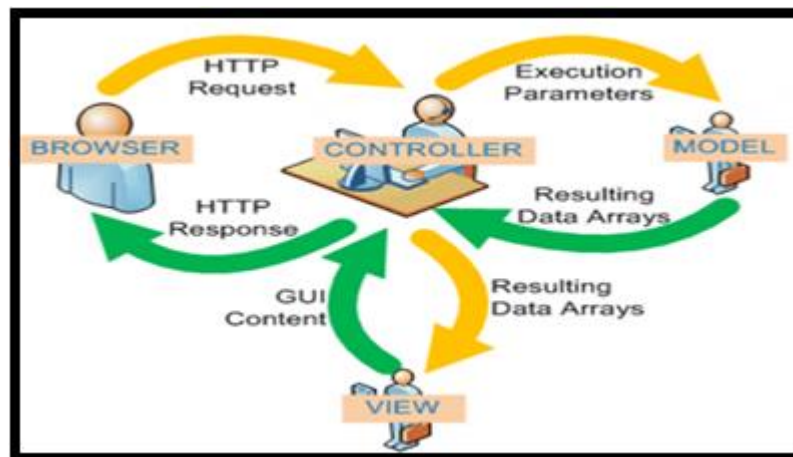 HTTP
Request
Execution
Parameters
BROWSER
CONTROLLER
MODEL
HTTP
Response
Resulting
Data Arrays
GUI
Content
Resulting
Data Arrays
VIEW